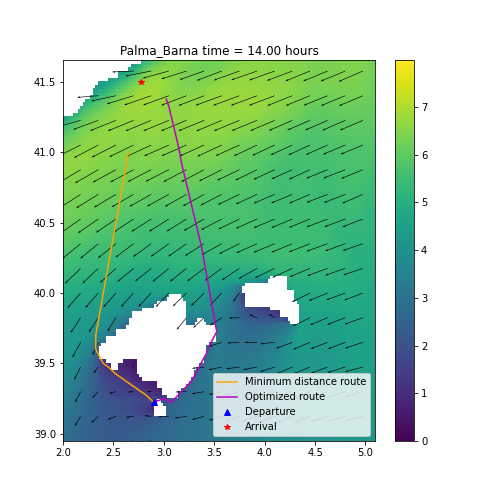 Palma_Barna time = 14.00 hours
41.5
41.0
40.5
40.0
39.5
39.0
2.0 2.5 3.0 3.5 4.0 4.5 5.0
7
6
5
4
3
2
1
0
Minimum distance route
Optimized route
Departure
Arrival